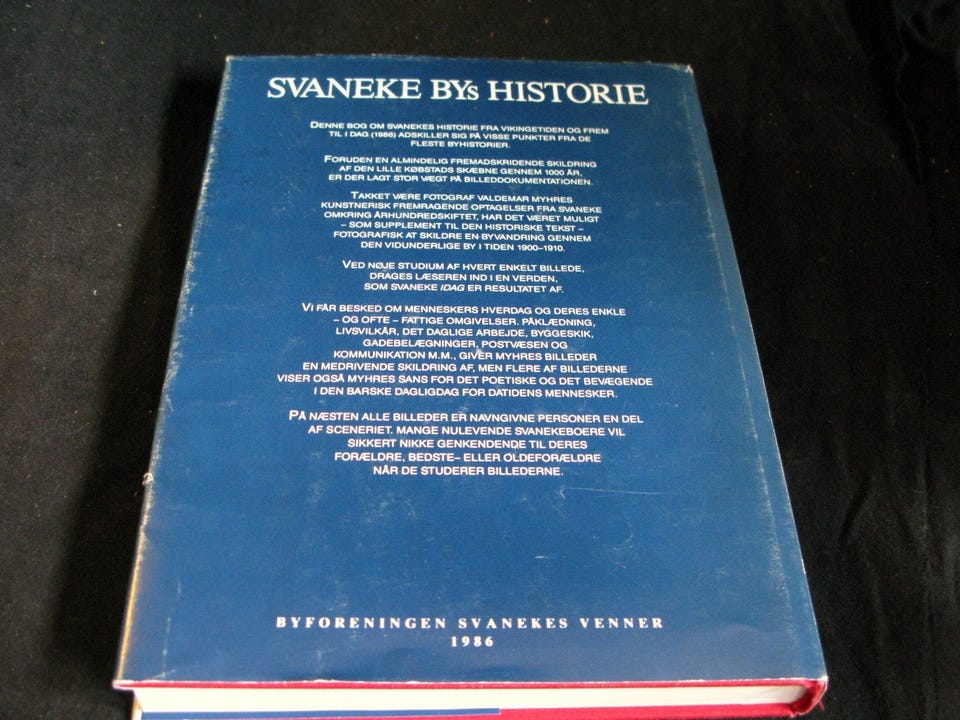 SVANEKE BYs HISTORIE
DENNE BOG OM SVANEKES HISTORIE FRA VIKINGETIDEN OG FREM
TIL I DAG (1986) ADSKILLER SIG PÅ VISSE PUNKTER FRA DE
FLESTE BYHISTORIER.
FORUDEN EN ALMINDELIG FREMADSKRIDENDE SKILDRING
AF DEN LILLE KØBSTADS SKÆBNE GENNEM 1000 ÅR,
ER DER LAGT STOR VÆGT PÅ BILLEDDOKUMENTATIONEN.
TAKKET VÆRE FOTOGRAF VALDEMAR MYHRES
KUNSTNERISK FREMRAGENDE OPTAGELSER FRA SVANEKE
OMKRING ÅRHUNDREDSKIFTET, HAR DET VÆRET MULIGT
– SOM SUPPLEMENT TIL DEN HISTORISKE TEKST –
FOTOGRAFISK AT SKILDRE EN BYVANDRING GENNEM
DEN VIDUNDERLIGE BY I TIDEN 1900–1910.
VED NØJE STUDIUM AF HVERT ENKELT BILLEDE,
DRAGES LÆSEREN IND I EN VERDEN,
SOM SVANEKE IDAG ER RESULTATET AF.
VI FÅR BESKED OM MENNESKERS HVERDAG OG DERES ENKLE
– OG OFTE – FATTIGE OMGIVELSER. PÅKLÆDNING,
LIVSVILKÅR, DET DAGLIGE ARBEJDE, BYGGESKIK,
GADEBELÆGNINGER, POSTVÆSEN OG
KOMMUNIKATION M.M., GIVER MYHRES BILLEDER
EN MEDRIVENDE SKILDRING AF, MEN FLERE AF BILLEDERNE
VISER OGSÅ MYHRES SANS FOR DET POETISKE OG DET BEVÆGENDE
I DEN BARSKE DAGLIGDAG FOR DATIDENS MENNESKER.
PÅ NÆSTEN ALLE BILLEDER ER NAVNGIVNE PERSONER EN DEL
AF SCENERIET. MANGE NULEVENDE SVANEKEBOERE VIL
SIKKERT NIKKE GENKENDENDE TIL DERES
FORÆLDRE, BEDSTE– ELLER OLDEFORÆLDRE
NÅR DE STUDERER BILLEDERNE.
BYFORENINGEN SVANEKES VENNER
1986